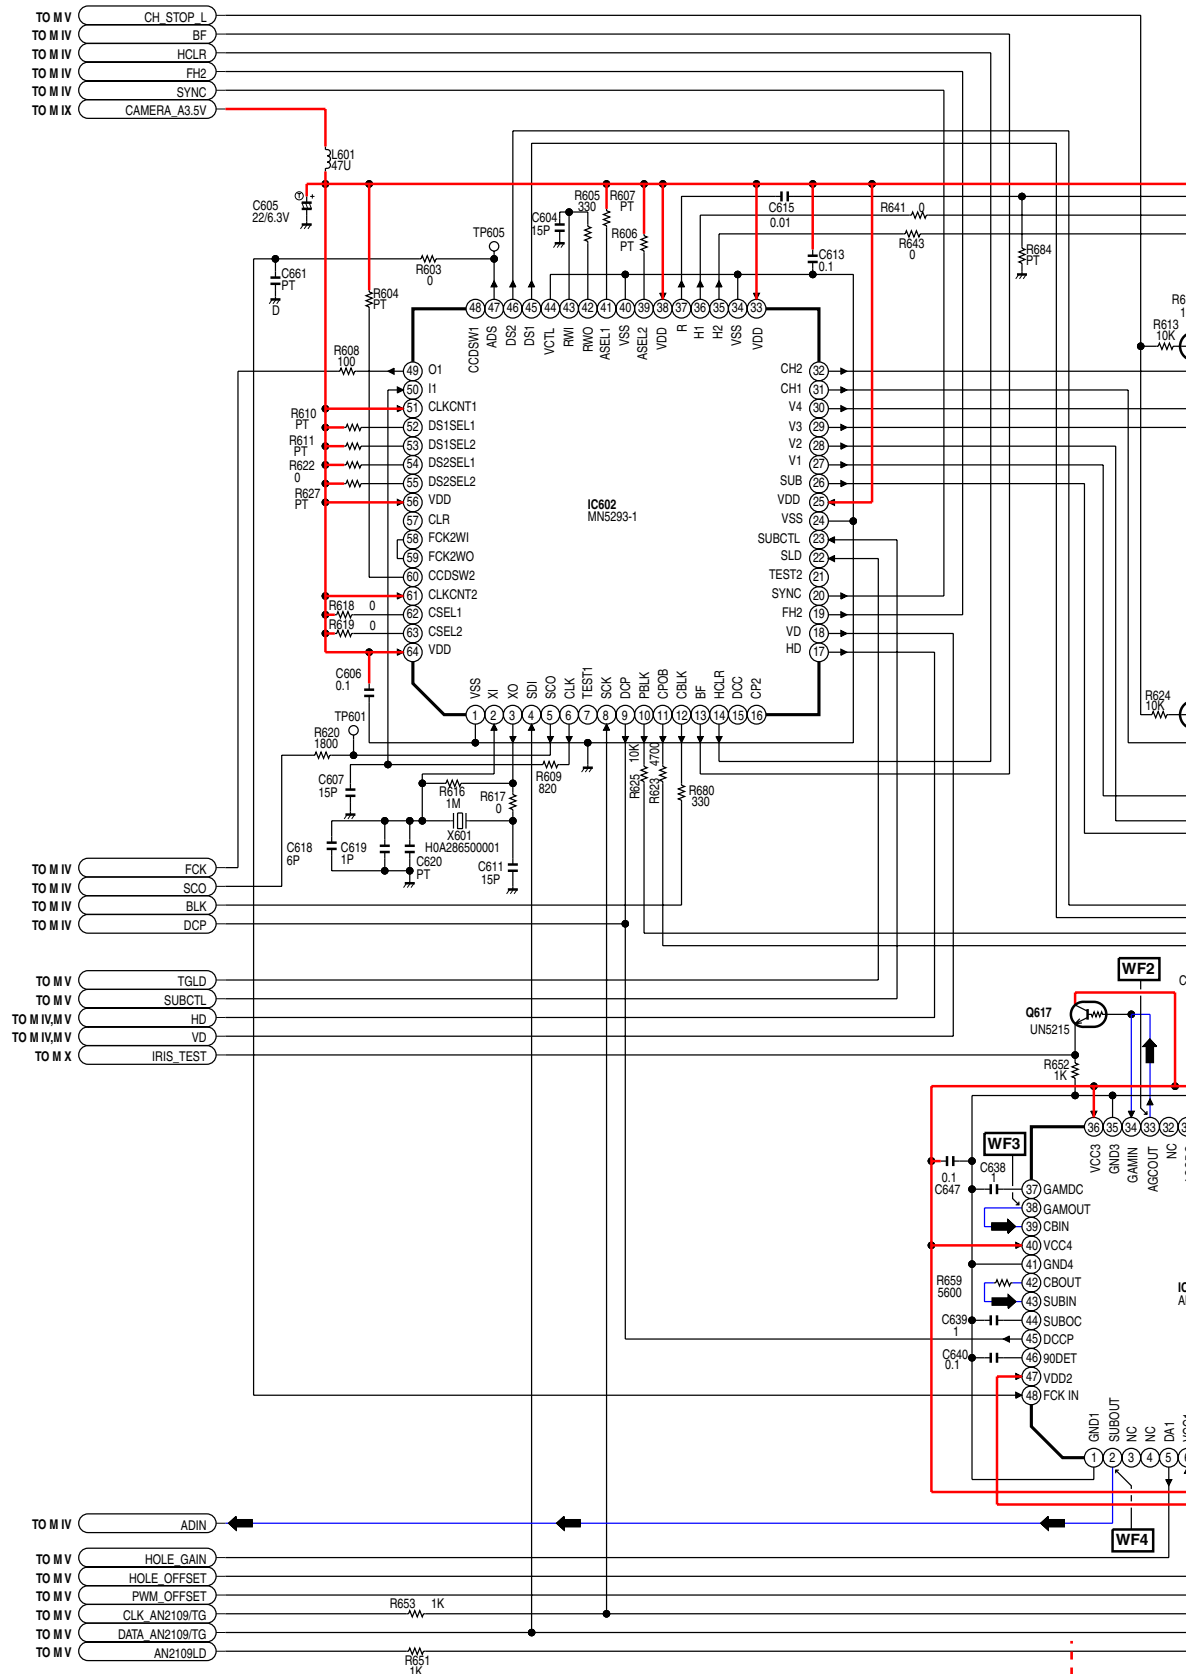 TO M V CH_STOP_L
TO M IV BF
TO M IV HCLR
TO M IV FH2
TO M IV SYNC
TO M IX CAMERA_A3.5V
L601
47U
C605
22/6.3V
T +
TP605
R605
330
R607
PT
C604
15P
R606
PT
C615
0.01
R641 0
R643
0
R684
PT
C613
0.1
C661
PT
D
R603
0
R604
PT
R613
10K
48 47 46 45 44 43 42 41 40 39 38 37 36 35 34 33
CCDSW1 ADS DS2 DS1 VCTL RWI RWO ASEL1 VSS ASEL2 VDD R H1 H2 VSS VDD
R608
100
R610
PT
R611
PT
R622
0
R627
PT
R618 0
R619 0
49 O1
50 I1
51 CLKCNT1
52 DS1SEL1
53 DS1SEL2
54 DS2SEL1
55 DS2SEL2
56 VDD
57 CLR
58 FCK2WI
59 FCK2WO
60 CCDSW2
61 CLKCNT2
62 CSEL1
63 CSEL2
64 VDD
IC602
MN5293-1
CH2 32
CH1 31
V4 30
V3 29
V2 28
V1 27
SUB 26
VDD 25
VSS 24
SUBCTL 23
SLD 22
TEST2 21
SYNC 20
FH2 19
VD 18
HD 17
VSS XI XO SDI SCO CLK TEST1 SCK DCP PBLK CPOB CBLK BF HCLR DCC CP2
1 2 3 4 5 6 7 8 9 10 11 12 13 14 15 16
C606
0.1
TP601
R620
1800
C607
15P
R609
820
R616
1M
R617
0
X601
H0A286500001
R625 10K
R623 4700
R680
330
R624
10K
C618
6P
C619
1P
C620
PT
C611
15P
TO M IV FCK
TO M IV SCO
TO M IV BLK
TO M IV DCP
TO M V TGLD
TO M V SUBCTL
TO M IV,M V HD
TO M IV,M V VD
TO M X IRIS_TEST
WF2
Q617
UN5215
R652
1K
WF3
36 35 34 33 32
VCC3 GND3 GAMIN AGCOUT NC
0.1
C647
C638
1
37 GAMDC
38 GAMOUT
39 CBIN
40 VCC4
41 GND4
42 CBOUT
43 SUBIN
44 SUBOC
45 DCCP
46 90DET
47 VDD2
48 FCK IN
R659
5600
C639
1
C640
0.1
GND1 SUBOUT NC NC DA1
1 2 3 4 5
WF4
TO M IV ADIN
TO M V HOLE_GAIN
TO M V HOLE_OFFSET
TO M V PWM_OFFSET
TO M V CLK_AN2109/TG
TO M V DATA_AN2109/TG
TO M V AN2109LD
R653 1K
R651
1K